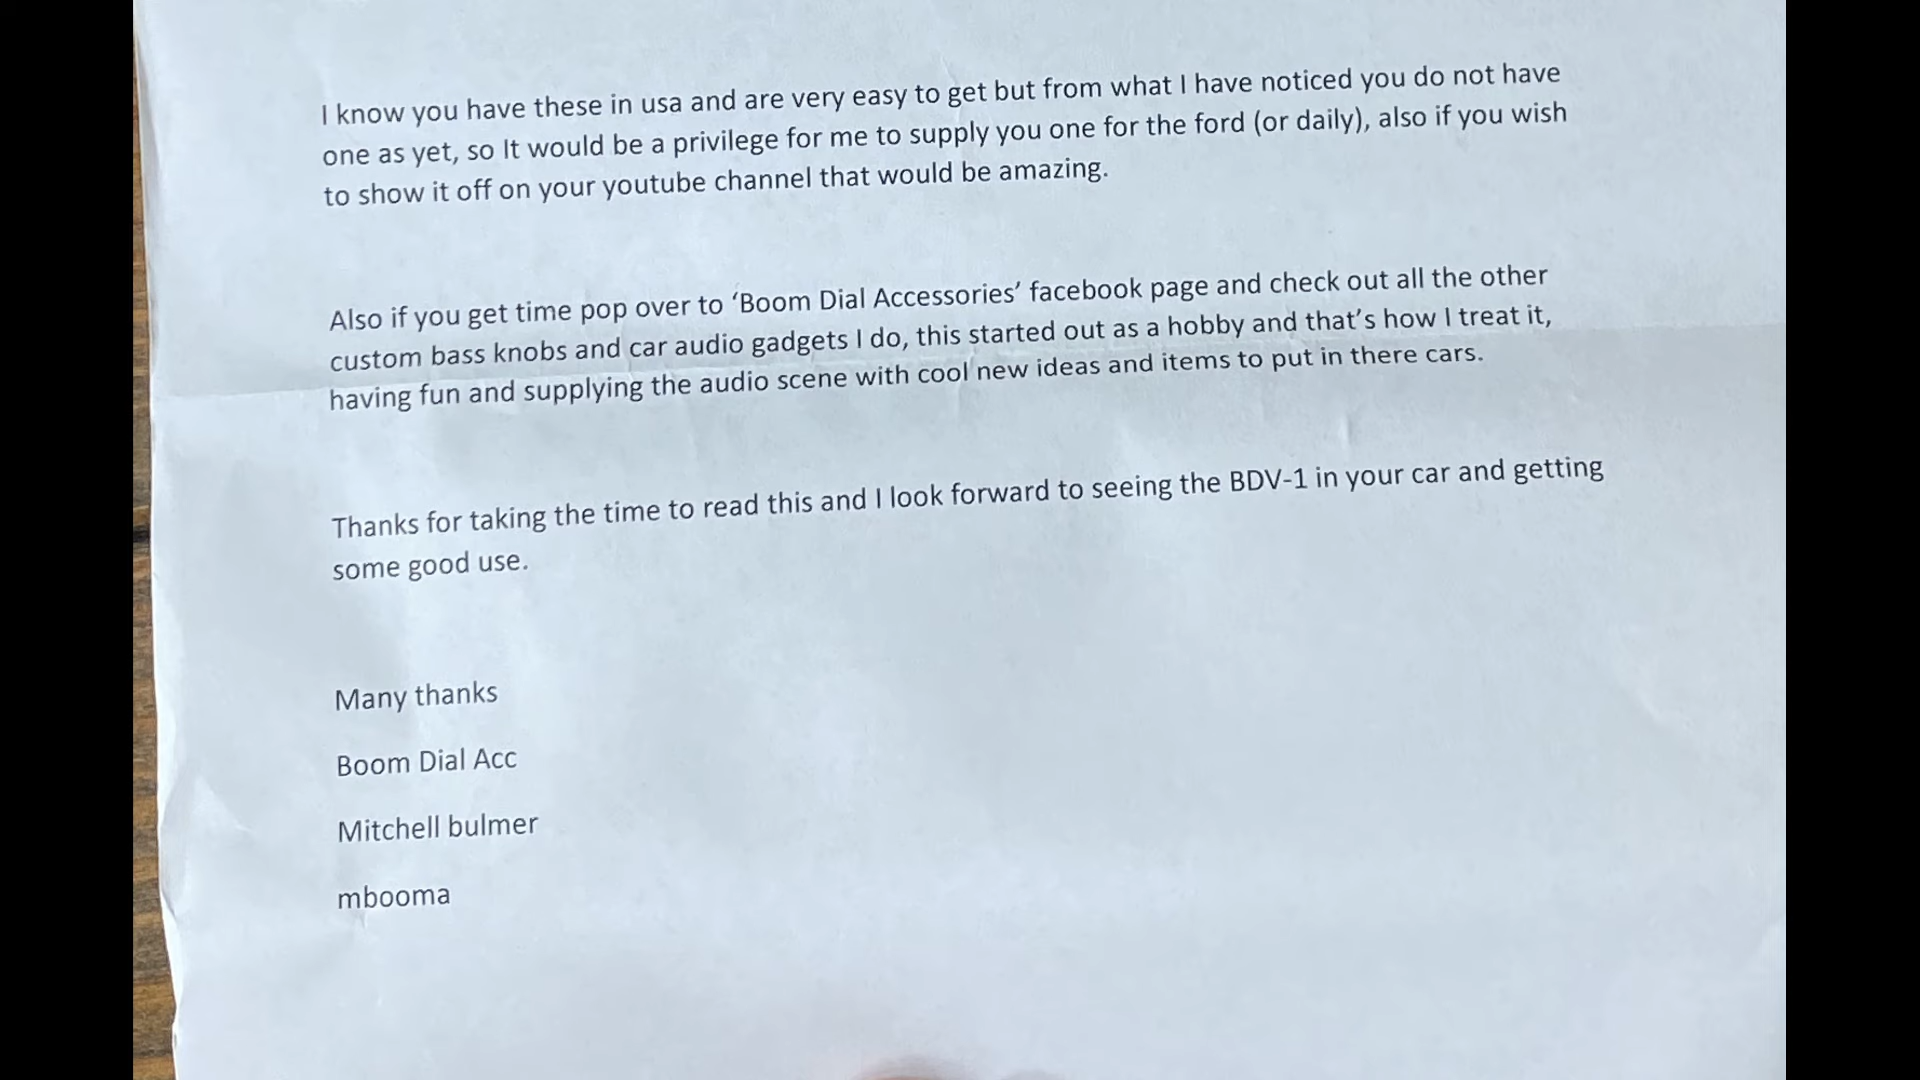 I know you have these in usa and are very easy to get but from what I have noticed you do not have
one as yet, so It would be a privilege for me to supply you one for the ford (or daily), also if you wish
to show it off on your youtube channel that would be amazing.
Also if you get time pop over to ‘Boom Dial Accessories’ facebook page and check out all the other
custom bass knobs and car audio gadgets I do, this started out as a hobby and that’s how I treat it,
having fun and supplying the audio scene with cool new ideas and items to put in there cars.
Thanks for taking the time to read this and I look forward to seeing the BDV-1 in your car and getting
some good use.
Many thanks
Boom Dial Acc
Mitchell bulmer
mbooma